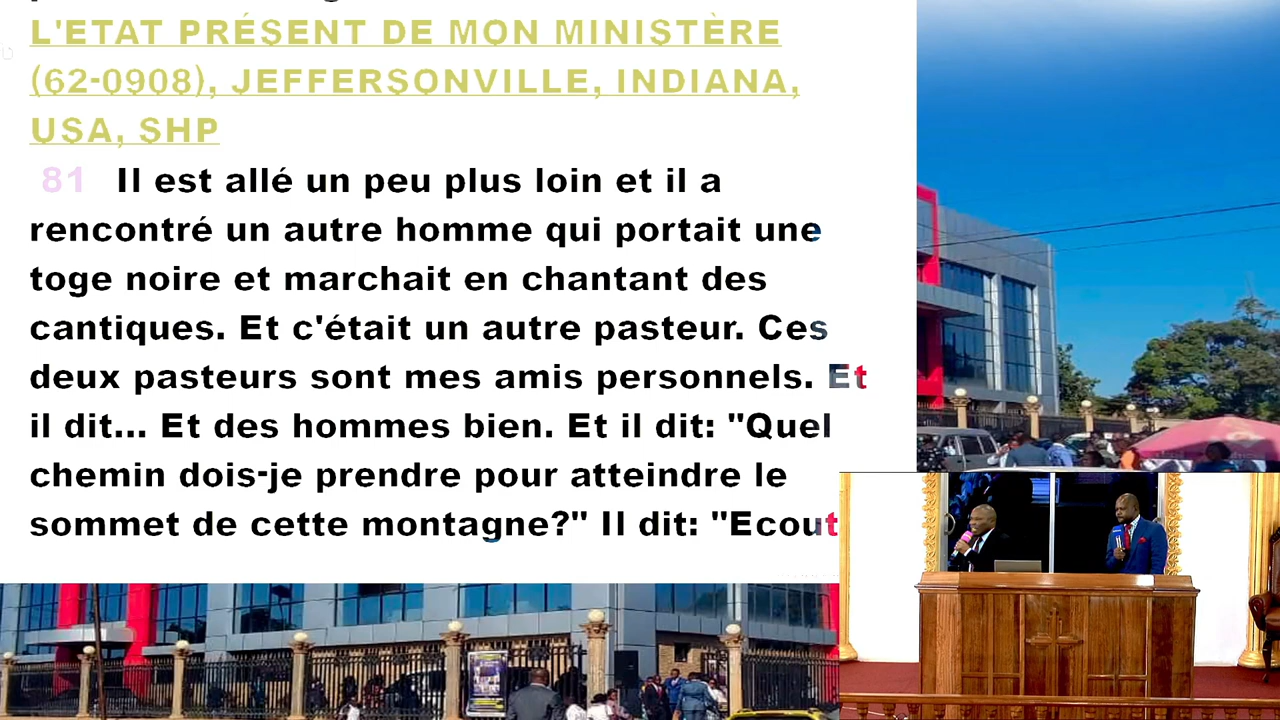 L'ETAT PRÉSENT DE MON MINISTÈRE
(62-0908), JEFFERSONVILLE, INDIANA,
USA, SHP
81 Il est allé un peu plus loin et il a
rencontré un autre homme qui portait une
toge noire et marchait en chantant des
cantiques. Et c'était un autre pasteur. Ces
deux pasteurs sont mes amis personnels. Et
il dit... Et des hommes bien. Et il dit: "Quel
chemin dois-je prendre pour atteindre le
sommet de cette montagne?" Il dit: "Ecout